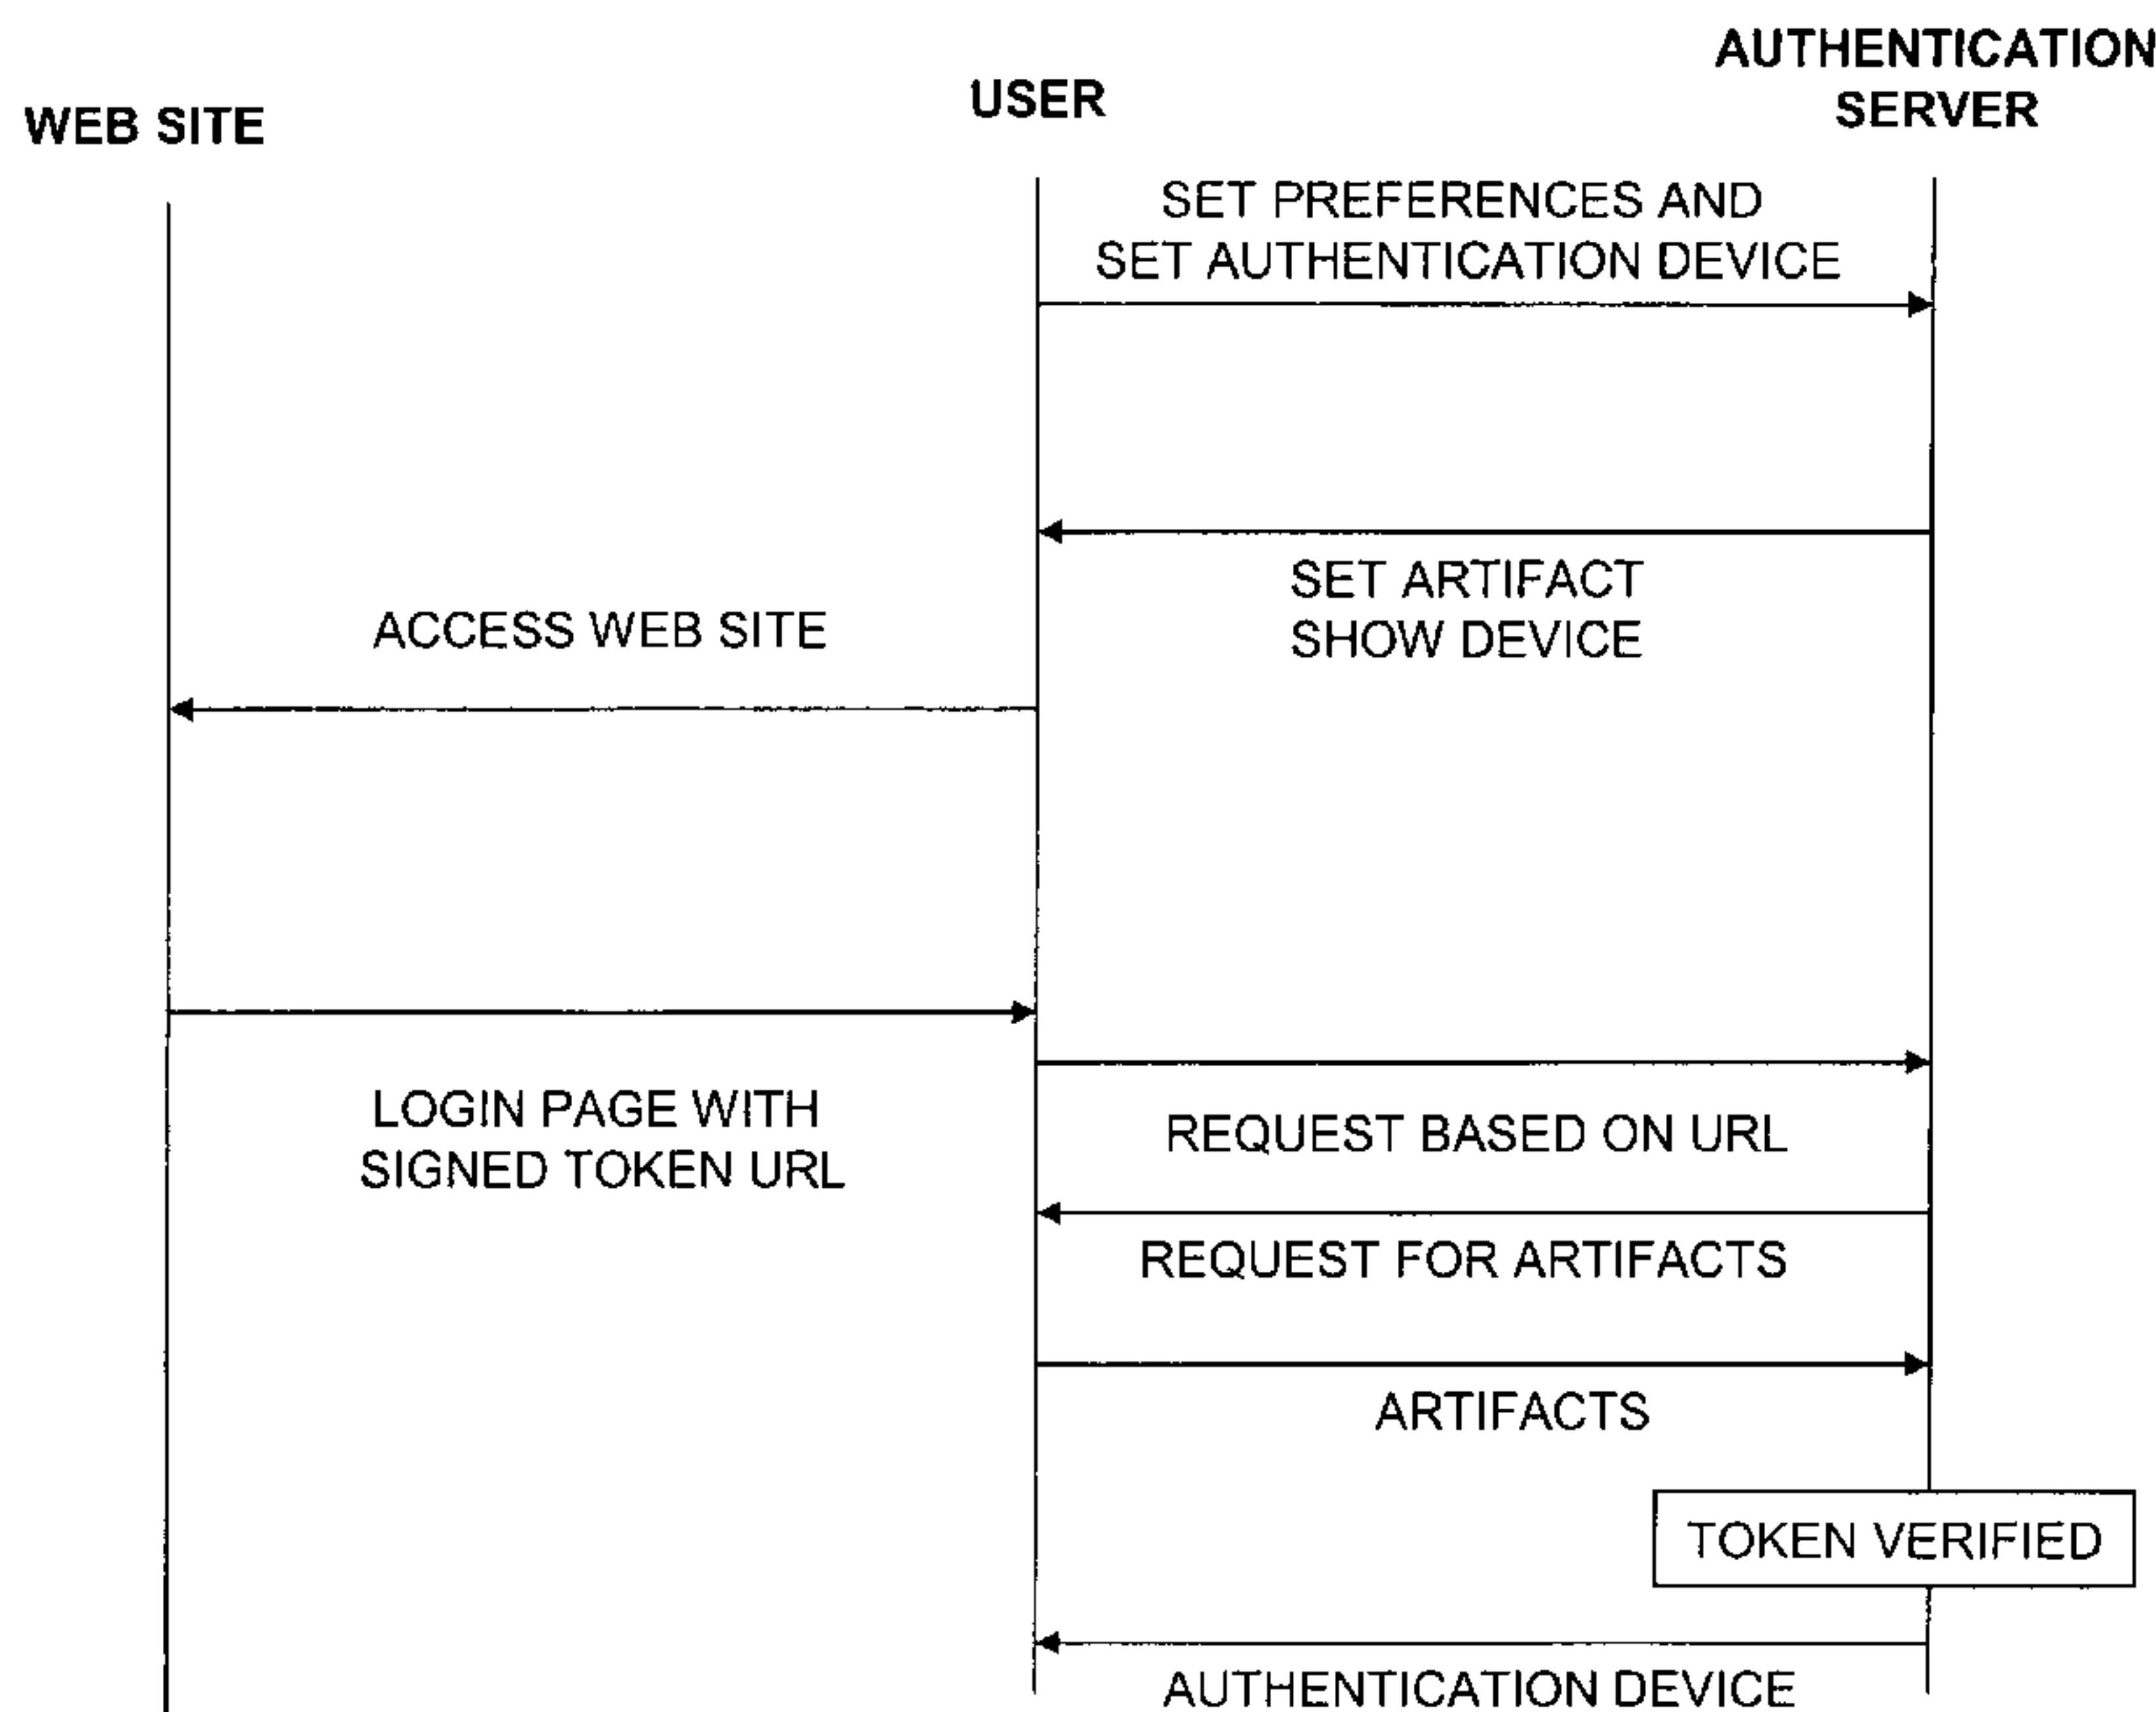 AUTHENTICATION
SERVER
USER
WEB SITE
SET PREFERENCES AND
SET AUTHENTICATION DEVICE
SET ARTIFACT
SHOW DEVICE
ACCESS WEB SITE
LOGIN PAGE WITH
SIGNED TOKEN URL
REQUEST BASED ON URL
REQUEST FOR ARTIFACTS
ARTIFACTS
TOKEN VERIFIED
AUTHENTICATION DEVICE